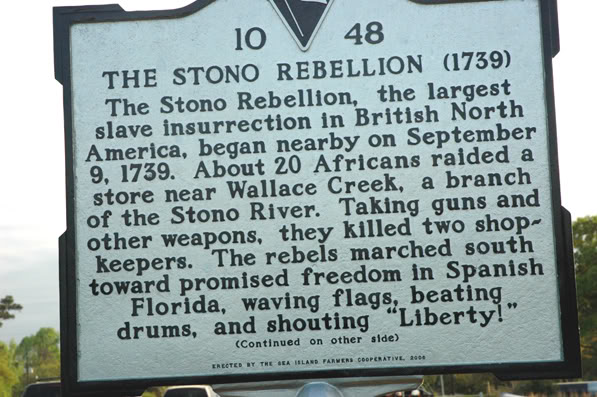 10 48
THE STONO REBELLION (1739)
The Stono Rebellion, the largest
slave insurrection in British North
America, began nearby on September
9, 1739. About 20 Africans raided a
store near Wallace Creek, a branch
of the Stono River. Taking guns and
other weapons, they killed two shop-
keepers. The rebels marched south
toward promised freedom in Spanish
Florida, waving flags, beating
drums, and shouting "Liberty!"
(Continued on other side)
ERECTED BY THE SEA ISLAND FARMERS COOPERATIVE, 2006